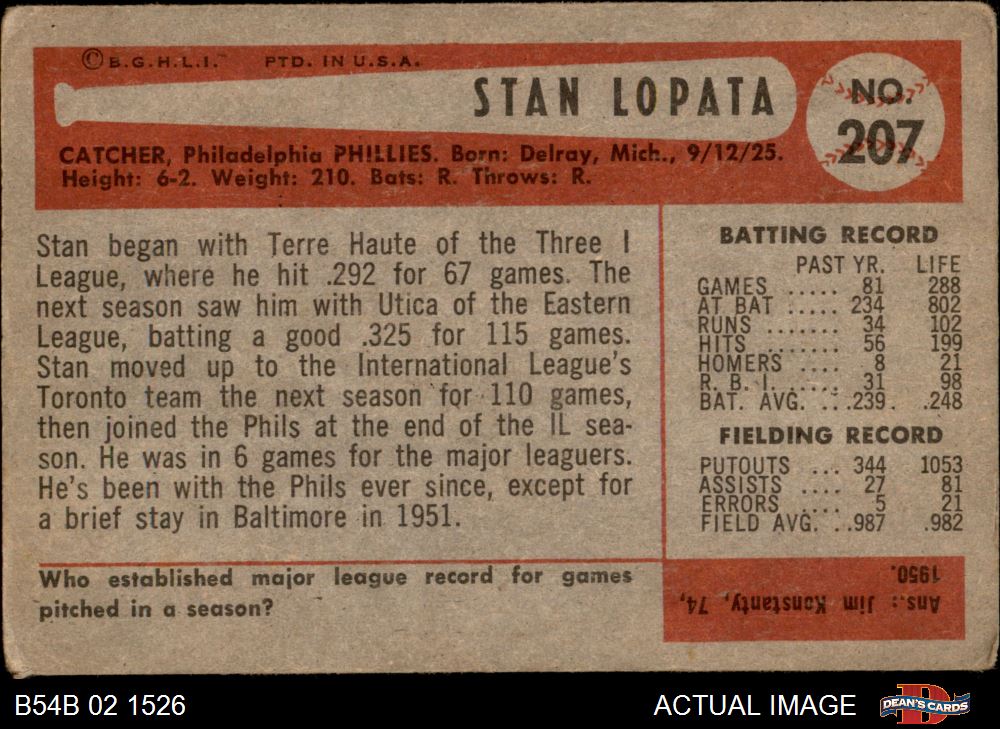 © B.G.H.L.I. PTD. IN U.S.A.
STAN LOPATA
NO.
207
CATCHER, Philadelphia PHILLIES. Born: Delray, Mich., 9/12/25.
Height: 6-2. Weight: 210. Bats: R. Throws: R.
Stan began with Terre Haute of the Three I
League, where he hit .292 for 67 games. The
next season saw him with Utica of the Eastern
League, batting a good .325 for 115 games.
Stan moved up to the International League's
Toronto team the next season for 110 games,
then joined the Phils at the end of the IL sea-
son. He was in 6 games for the major leaguers.
He's been with the Phils ever since, except for
a brief stay in Baltimore in 1951.
BATTING RECORD
PAST YR. LIFE
GAMES ..... 81 288
AT BAT ..... 234 802
RUNS ....... 34 102
HITS ....... 56 199
HOMERS ..... 8 21
R. B. I. ..... 31 98
BAT. AVG. ...239 .248
FIELDING RECORD
PUTOUTS ... 344 1053
ASSISTS .... 27 81
ERRORS .... 5 21
FIELD AVG. ..987 .982
Who established major league record for games
pitched in a season?
Ans.: Jim Konstanty, 74,
1950.
B54B 02 1526
ACTUAL IMAGE
D
DEAN'S CARDS